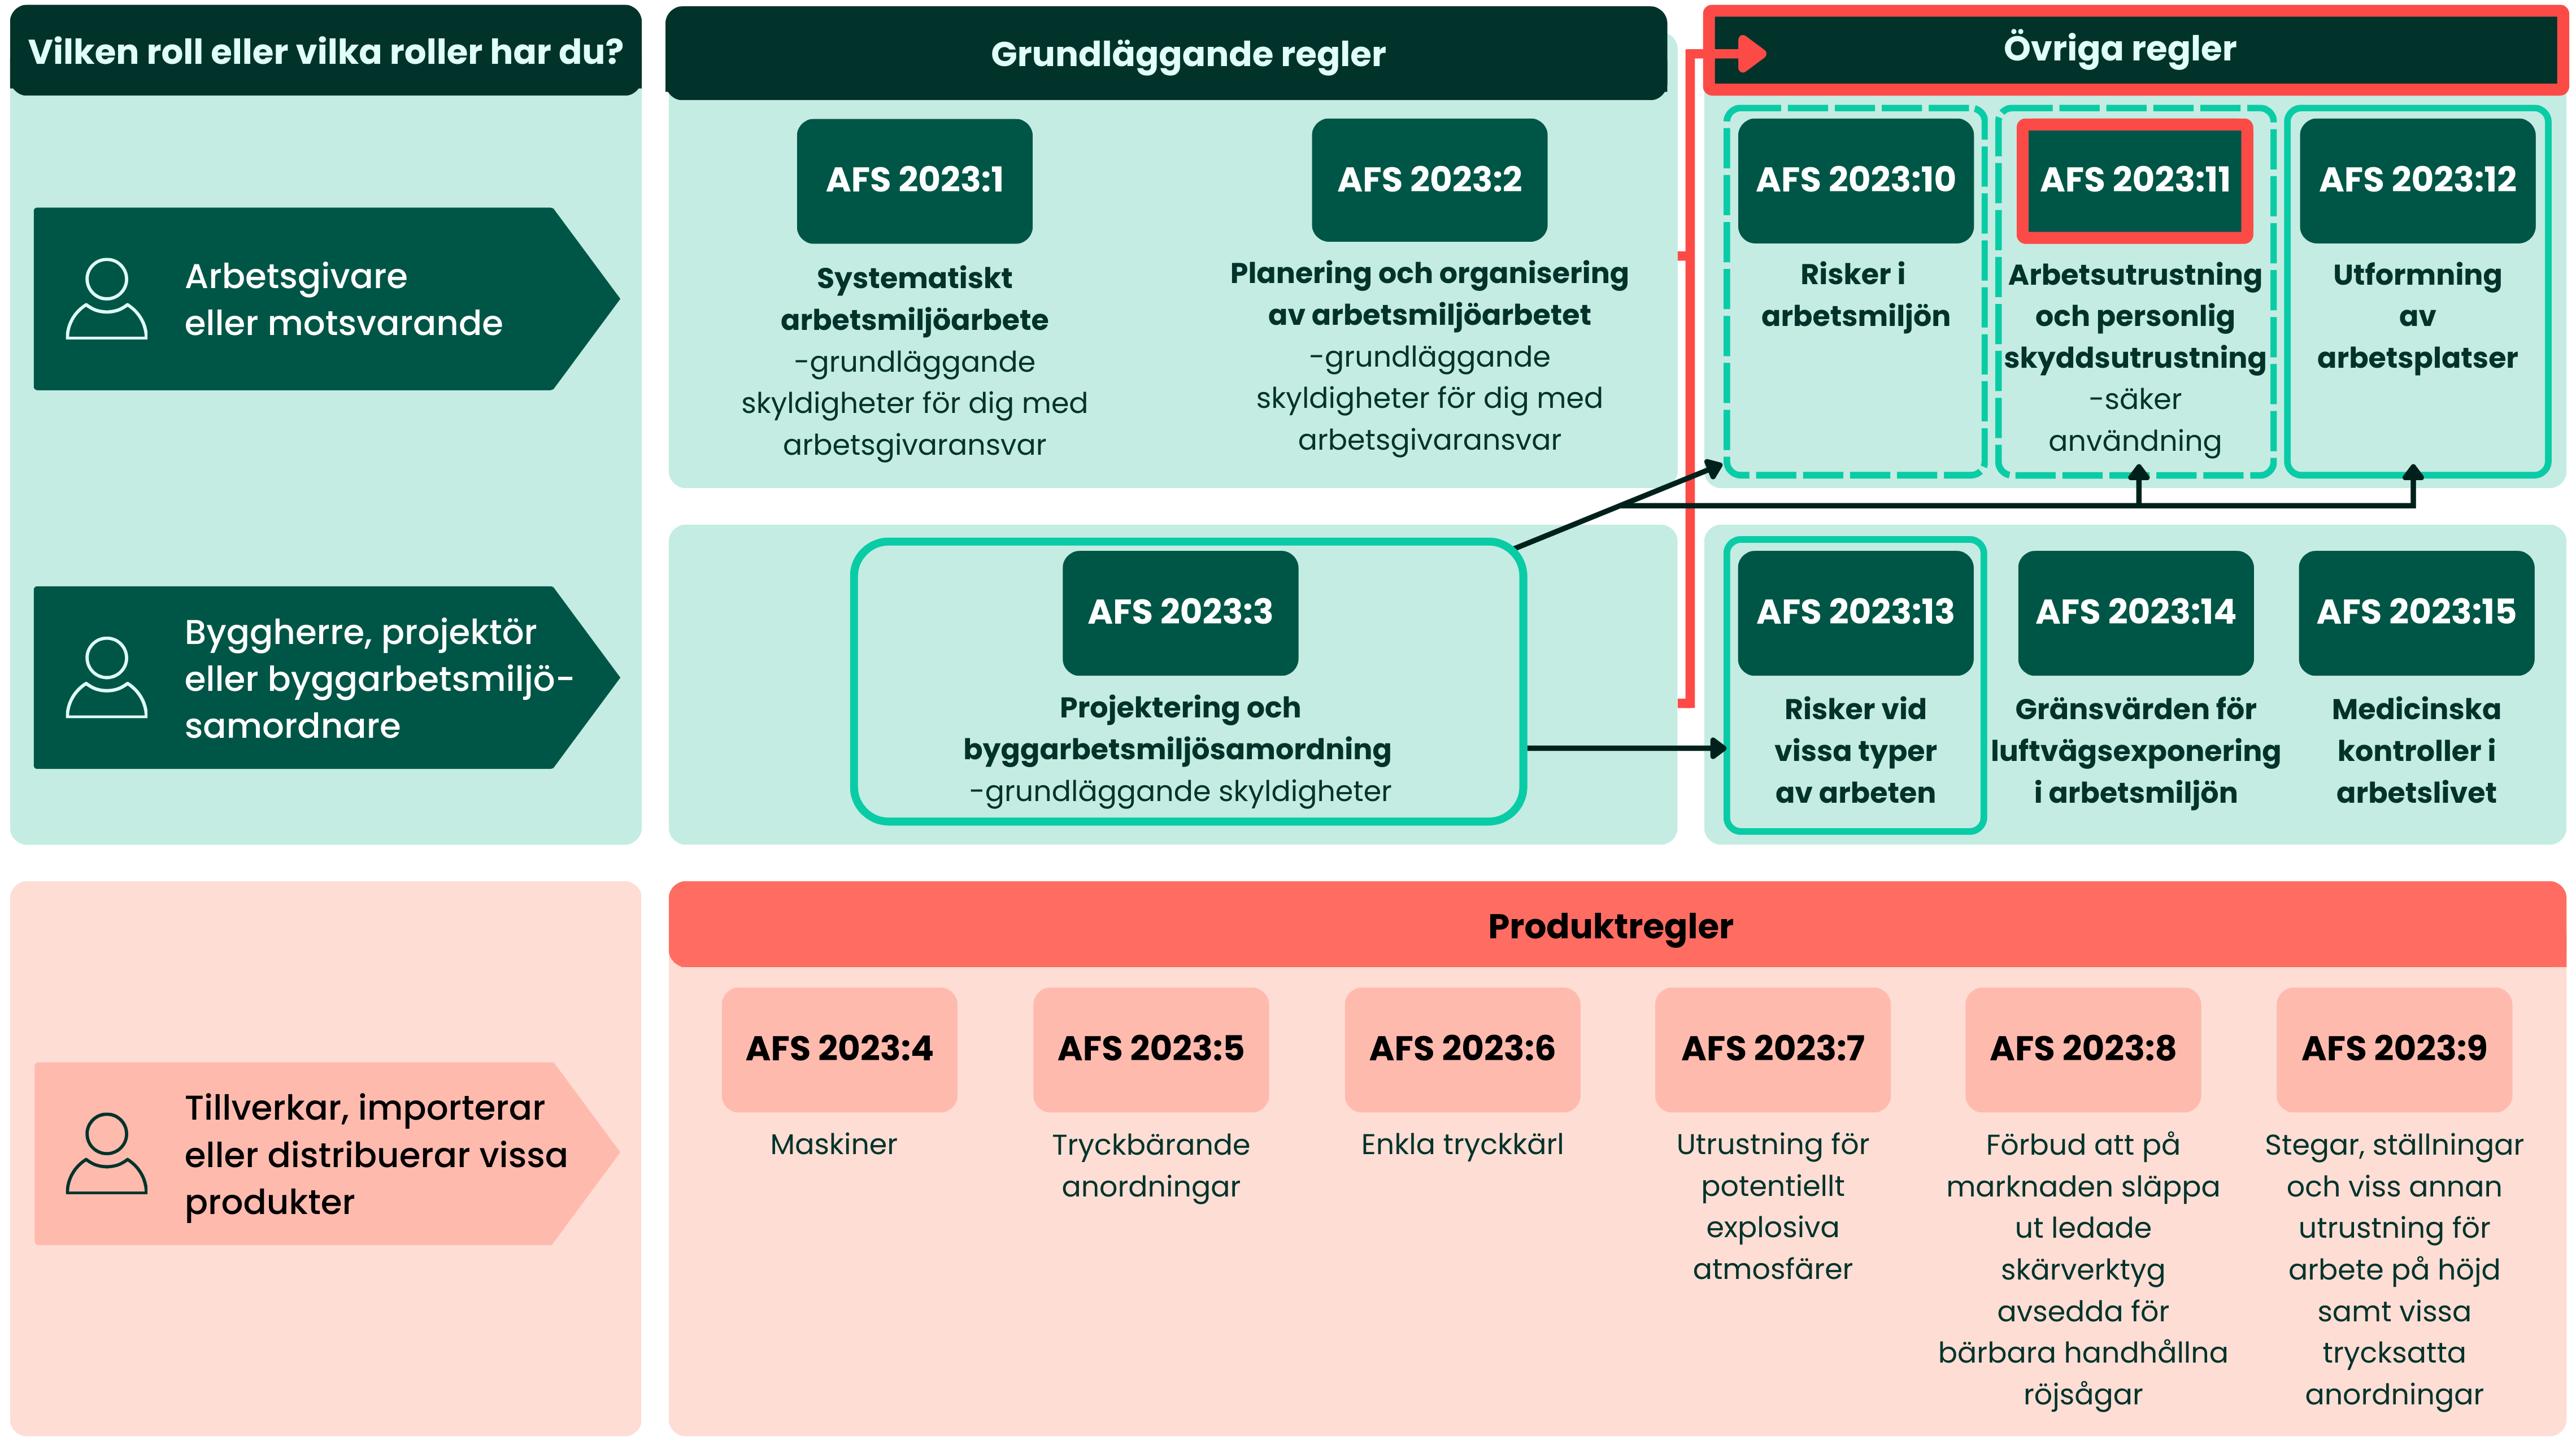 Vilken roll eller vilka roller har du?
Arbetsgivare
eller motsvarande
Byggherre, projektör
eller byggarbetsmiljö-
samordnare
Grundläggande regler
AFS 2023:1
Systematiskt
arbetsmiljöarbete
-grundläggande
skyldigheter för dig med
arbetsgivaransvar
AFS 2023:2
Planering och organisering
av arbetsmiljöarbetet
-grundläggande
skyldigheter för dig med
arbetsgivaransvar
AFS 2023:3
Projektering och
byggarbetsmiljösamordning
-grundläggande skyldigheter
Övriga regler
AFS 2023:10
Risker i
arbetsmiljön
AFS 2023:11
Arbetsutrustning
och personlig
skyddsutrustning
-säker
användning
AFS 2023:12
Utformning
av
arbetsplatser
AFS 2023:13
Risker vid
vissa typer
av arbeten
AFS 2023:14
Gränsvärden för
luftvägsexponering
i arbetsmiljön
AFS 2023:15
Medicinska
kontroller i
arbetslivet
Tillverkar, importerar
eller distribuerar vissa
produkter
Produktregler
AFS 2023:4
Maskiner
AFS 2023:5
Tryckbärande
anordningar
AFS 2023:6
Enkla tryckkärl
AFS 2023:7
Utrustning för
potentiellt
explosiva
atmosfärer
AFS 2023:8
Förbud att på
marknaden släppa
ut ledade
skärverktyg
avsedda för
bärbara handhållna
röjsågar
AFS 2023:9
Stegar, ställningar
och viss annan
utrustning för
arbete på höjd
samt vissa
trycksatta
anordningar